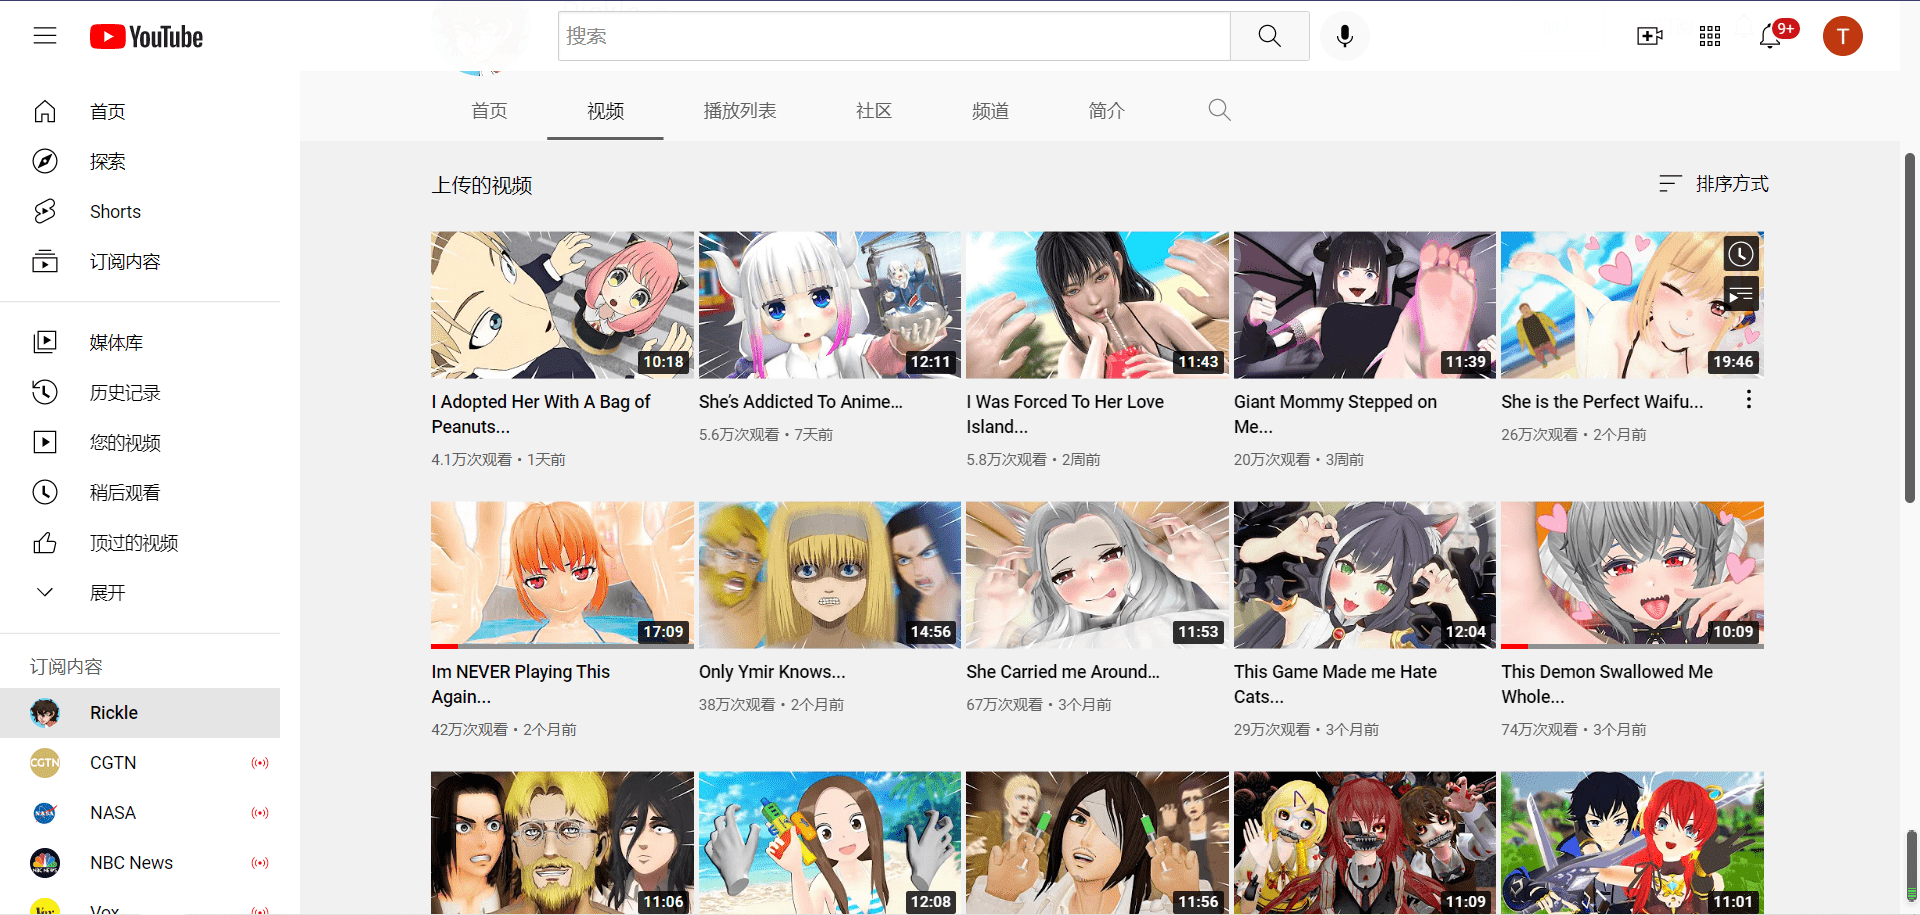 YouTube
搜索
9+
T
首页
探索
Shorts
订阅内容
媒体库
历史记录
您的视频
稍后观看
顶过的视频
展开
订阅内容
Rickle
CGTN
CGTN
NASA
NASA
NBC NEWS
NBC News
Vox
Vox
首页
视频
播放列表
社区
频道
简介
上传的视频
排序方式
10:18
12:11
11:43
11:39
19:46
I Adopted Her With A Bag of
Peanuts...
4.1万次观看・1天前
She's Addicted To Anime…
5.6万次观看・7天前
I Was Forced To Her Love
Island...
5.8万次观看・2周前
Giant Mommy Stepped on
Me...
20万次观看・3周前
She is the Perfect Waifu...
26万次观看・2个月前
17:09
14:56
11:53
12:04
10:09
Im NEVER Playing This
Again...
42万次观看・2个月前
Only Ymir Knows...
38万次观看・2个月前
She Carried me Around…
67万次观看・3个月前
This Game Made me Hate
Cats...
29万次观看・3个月前
This Demon Swallowed Me
Whole...
74万次观看・3个月前
11:06
12:08
11:56
11:09
11:01